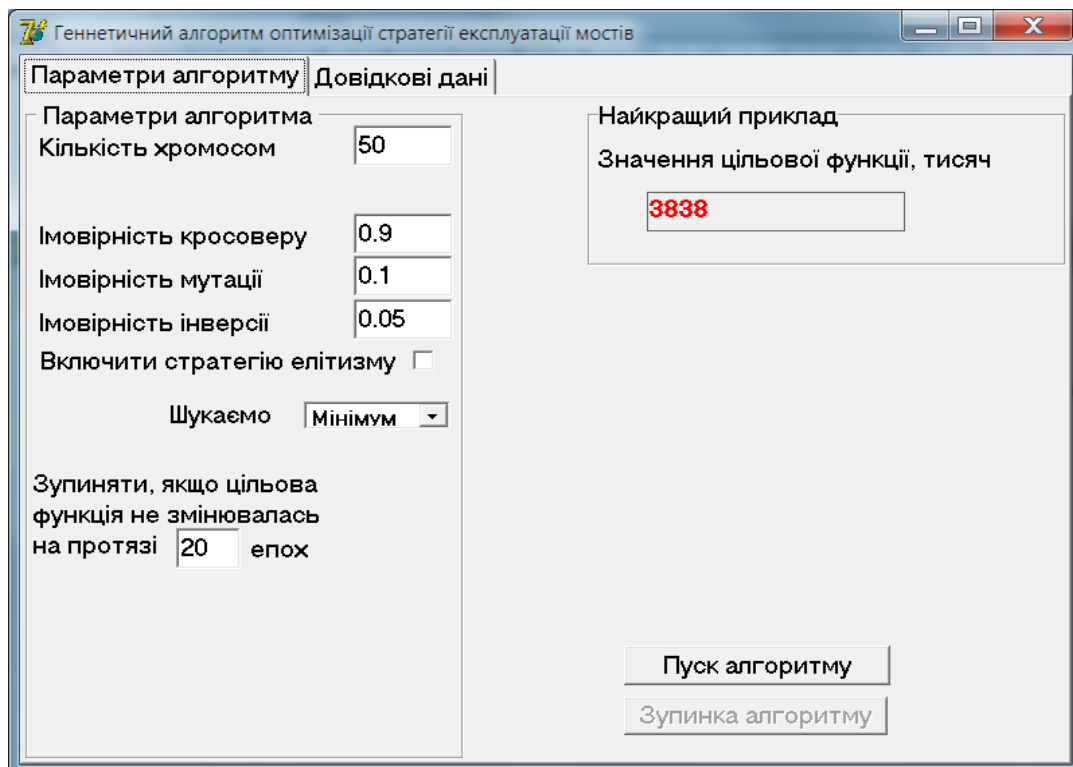 Геннетичний алгоритм оптимізації стратегії експлуатації мостів
Параметри алгоритму
Довідкові дані
Параметри алгоритма
Кількість хромосом
50
Імовірність кросоверу
0.9
Імовірність мутації
0.1
Імовірність інверсії
0.05
Включити стратегію елітизму
Шукаємо
Мінімум
Зупиняти, якщо цільова
функція не змінювалась
на протязі 20 епох
Найкращий приклад
Значення цільової функції, тисяч
3838
Пуск алгоритму
Зупинка алгоритму